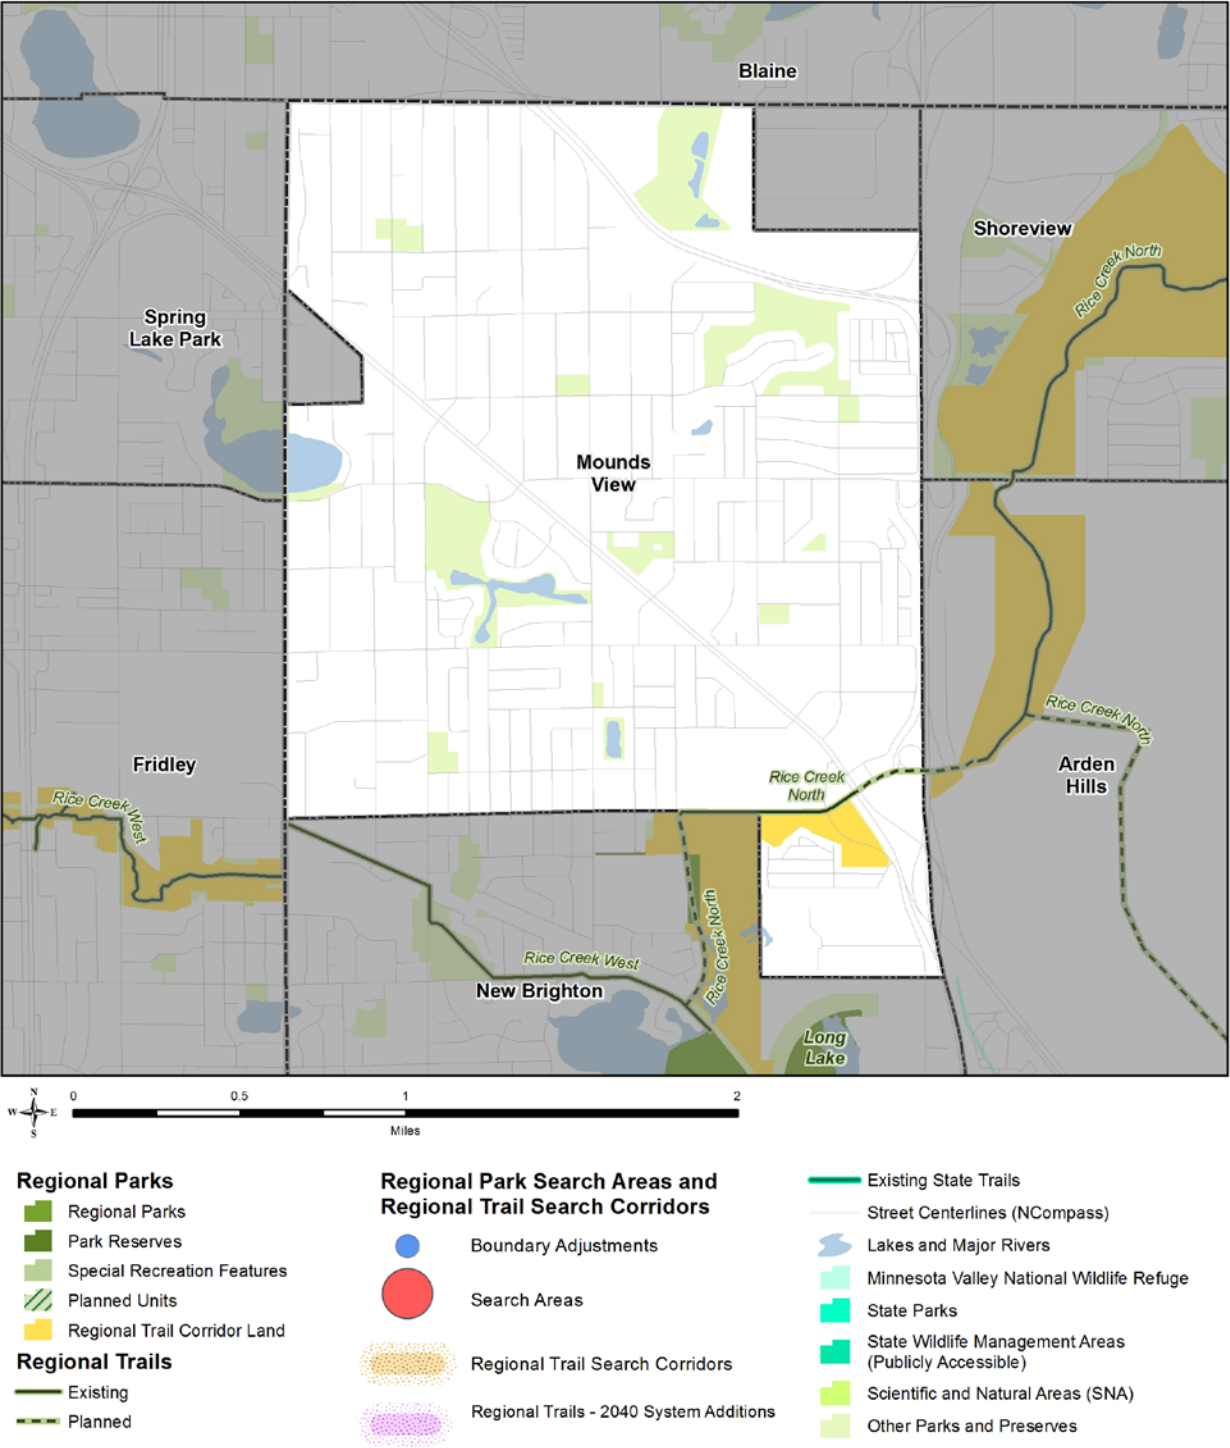 Blaine
Shoreview
Rice Creek North
Spring
Lake Park
Mounds
View
Rice Creek North
Fridley
Rice Creek West
Rice Creek
North
Arden
Hills
Rice Creek North
Rice Creek West
New Brighton
Long
Lake
N
W E
S
0 0.5 1 2
Miles
Regional Parks
Regional Parks
Park Reserves
Special Recreation Features
Planned Units
Regional Trail Corridor Land
Regional Trails
Existing
Planned
Regional Park Search Areas and
Regional Trail Search Corridors
Boundary Adjustments
Search Areas
Regional Trail Search Corridors
Regional Trails - 2040 System Additions
Existing State Trails
Street Centerlines (NCompass)
Lakes and Major Rivers
Minnesota Valley National Wildlife Refuge
State Parks
State Wildlife Management Areas
(Publicly Accessible)
Scientific and Natural Areas (SNA)
Other Parks and Preserves